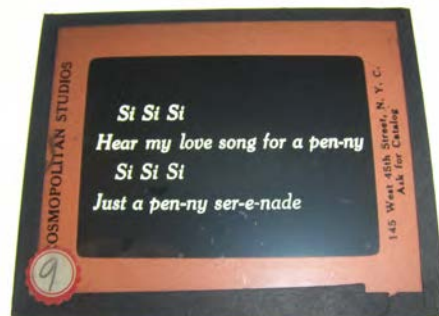 COSMOPOLITAN STUDIOS
Si Si Si
Hear my love song for a pen-ny
Si Si Si
Just a pen-ny ser-e-nade
145 West 45th Street, N. Y. C.
Ask for Catalog
9